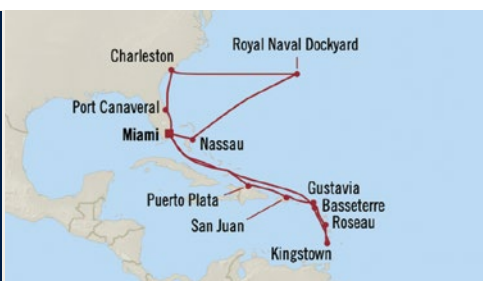 Royal Naval Dockyard
Charleston
Port Canaveral
Miami
Nassau
Puerto Plata
San Juan
Gustavia
Basseterre
Roseau
Kingstown